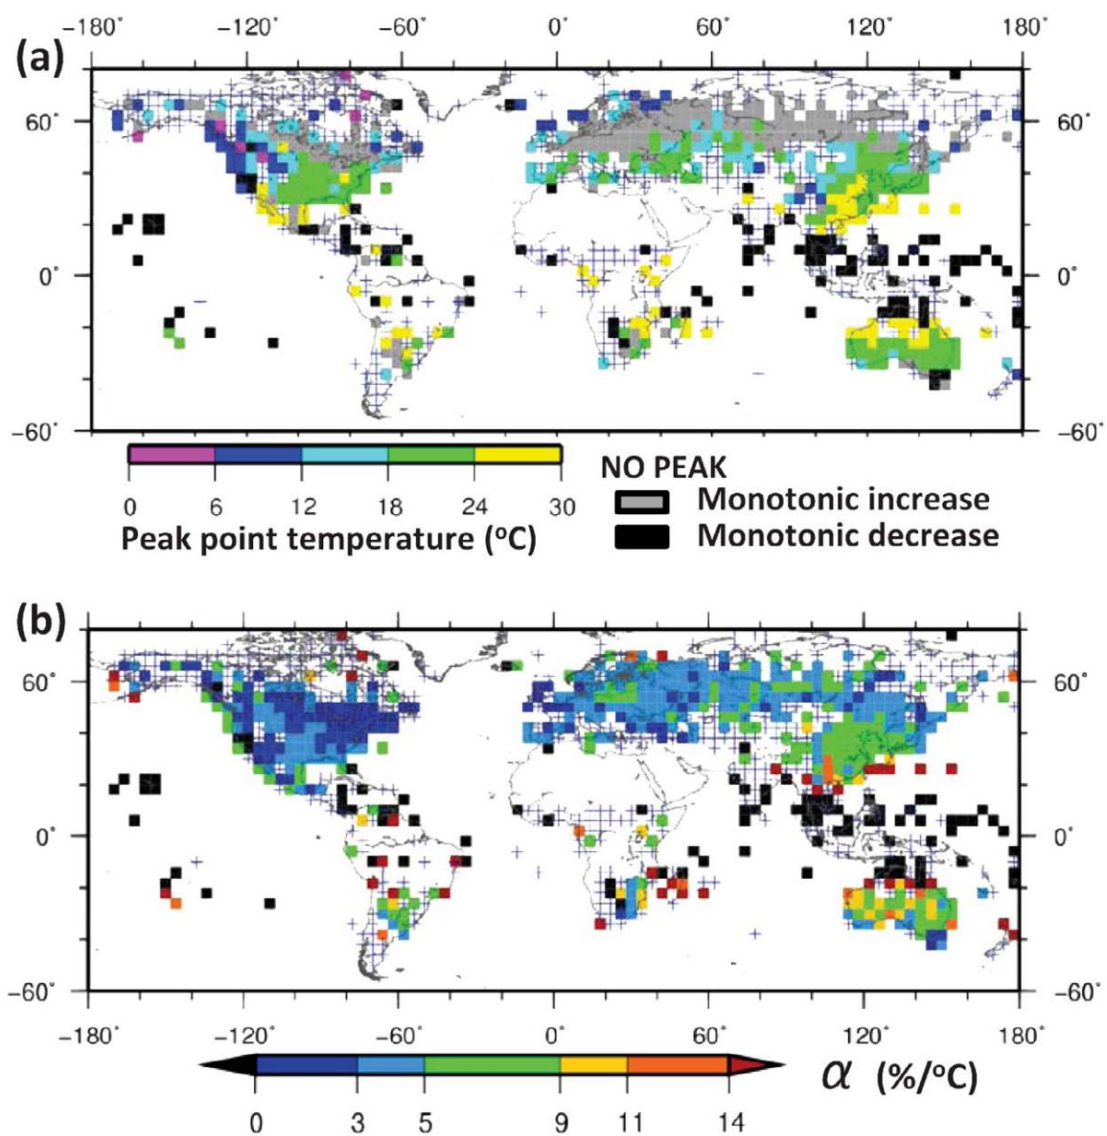 −180° −120° −60° 0° 60° 120° 180°
(a)
60° 60°
0° 0°
−60° −60°
0 6 12 18 24 30
Peak point temperature (°C)
NO PEAK
Monotonic increase
Monotonic decrease
(b)
60° 60°
0° 0°
−60° −60°
−180° −120° −60° 0° 60° 120° 180°
α (%/°C)
0 3 5 9 11 14